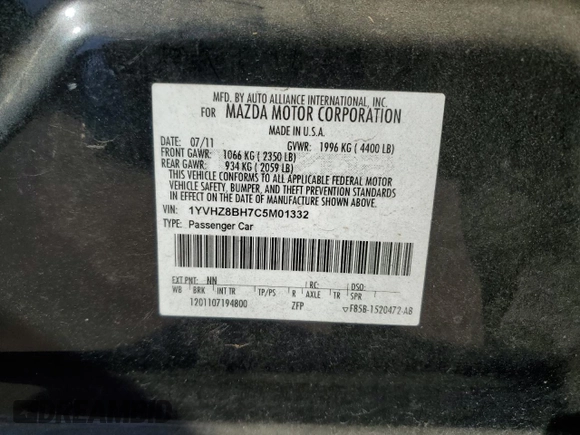 MFD. BY AUTO ALLIANCE INTERNATIONAL, INC.
FOR MAZDA MOTOR CORPORATION
MADE IN U.S.A.
DATE: 07/11 GVWR: 1996 KG ( 4400 LB)
FRONT GAWR: 1066 KG ( 2350 LB)
REAR GAWR: 934 KG ( 2059 LB)
THIS VEHICLE CONFORMS TO ALL APPLICABLE FEDERAL MOTOR
VEHICLE SAFETY, BUMPER, AND THEFT PREVENTION STANDARDS
IN EFFECT ON THE DATE OF MANUFACTURE SHOWN ABOVE.
VIN: 1YVHZ8BH7C5M01332
TYPE: Passenger Car
EXT PNT: NN RC: DSO:
WB BRK INT TR TP/PS R AXLE TR SPR
1201107194800 ZFP F85B-1520472-AB